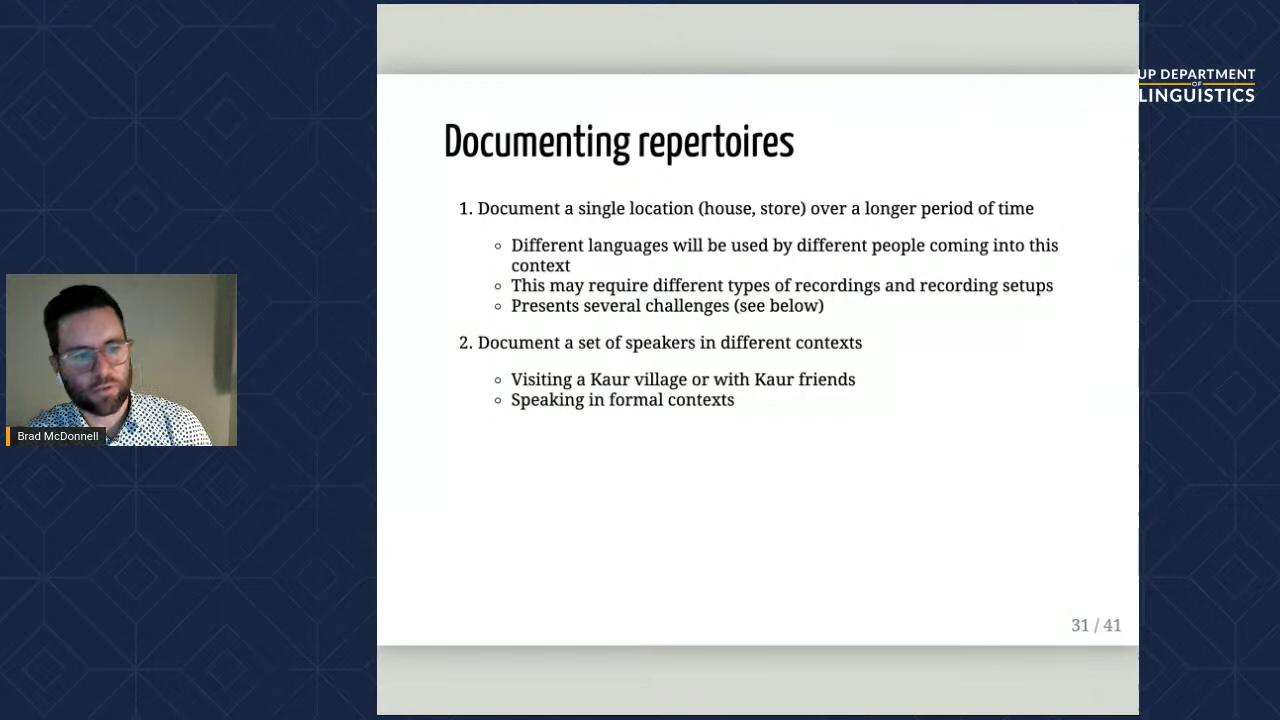 UP DEPARTMENT
OF
LINGUISTICS
Documenting repertoires
1. Document a single location (house, store) over a longer period of time
◦ Different languages will be used by different people coming into this
context
◦ This may require different types of recordings and recording setups
◦ Presents several challenges (see below)
2. Document a set of speakers in different contexts
◦ Visiting a Kaur village or with Kaur friends
◦ Speaking in formal contexts
Brad McDonnell
31 / 41